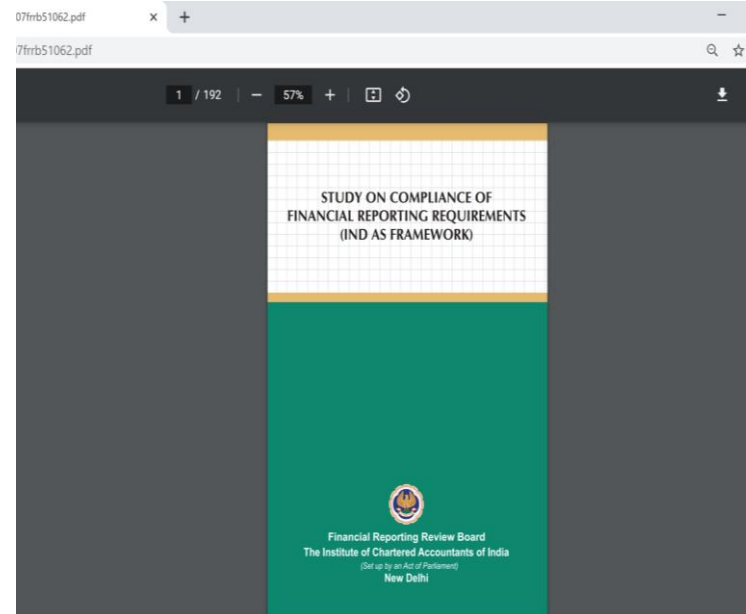 07frrb51062.pdf
7frrb51062.pdf
1 / 192
57%
STUDY ON COMPLIANCE OF
FINANCIAL REPORTING REQUIREMENTS
(IND AS FRAMEWORK)
Financial Reporting Review Board
The Institute of Chartered Accountants of India
(Set up by an Act of Parliament)
New Delhi